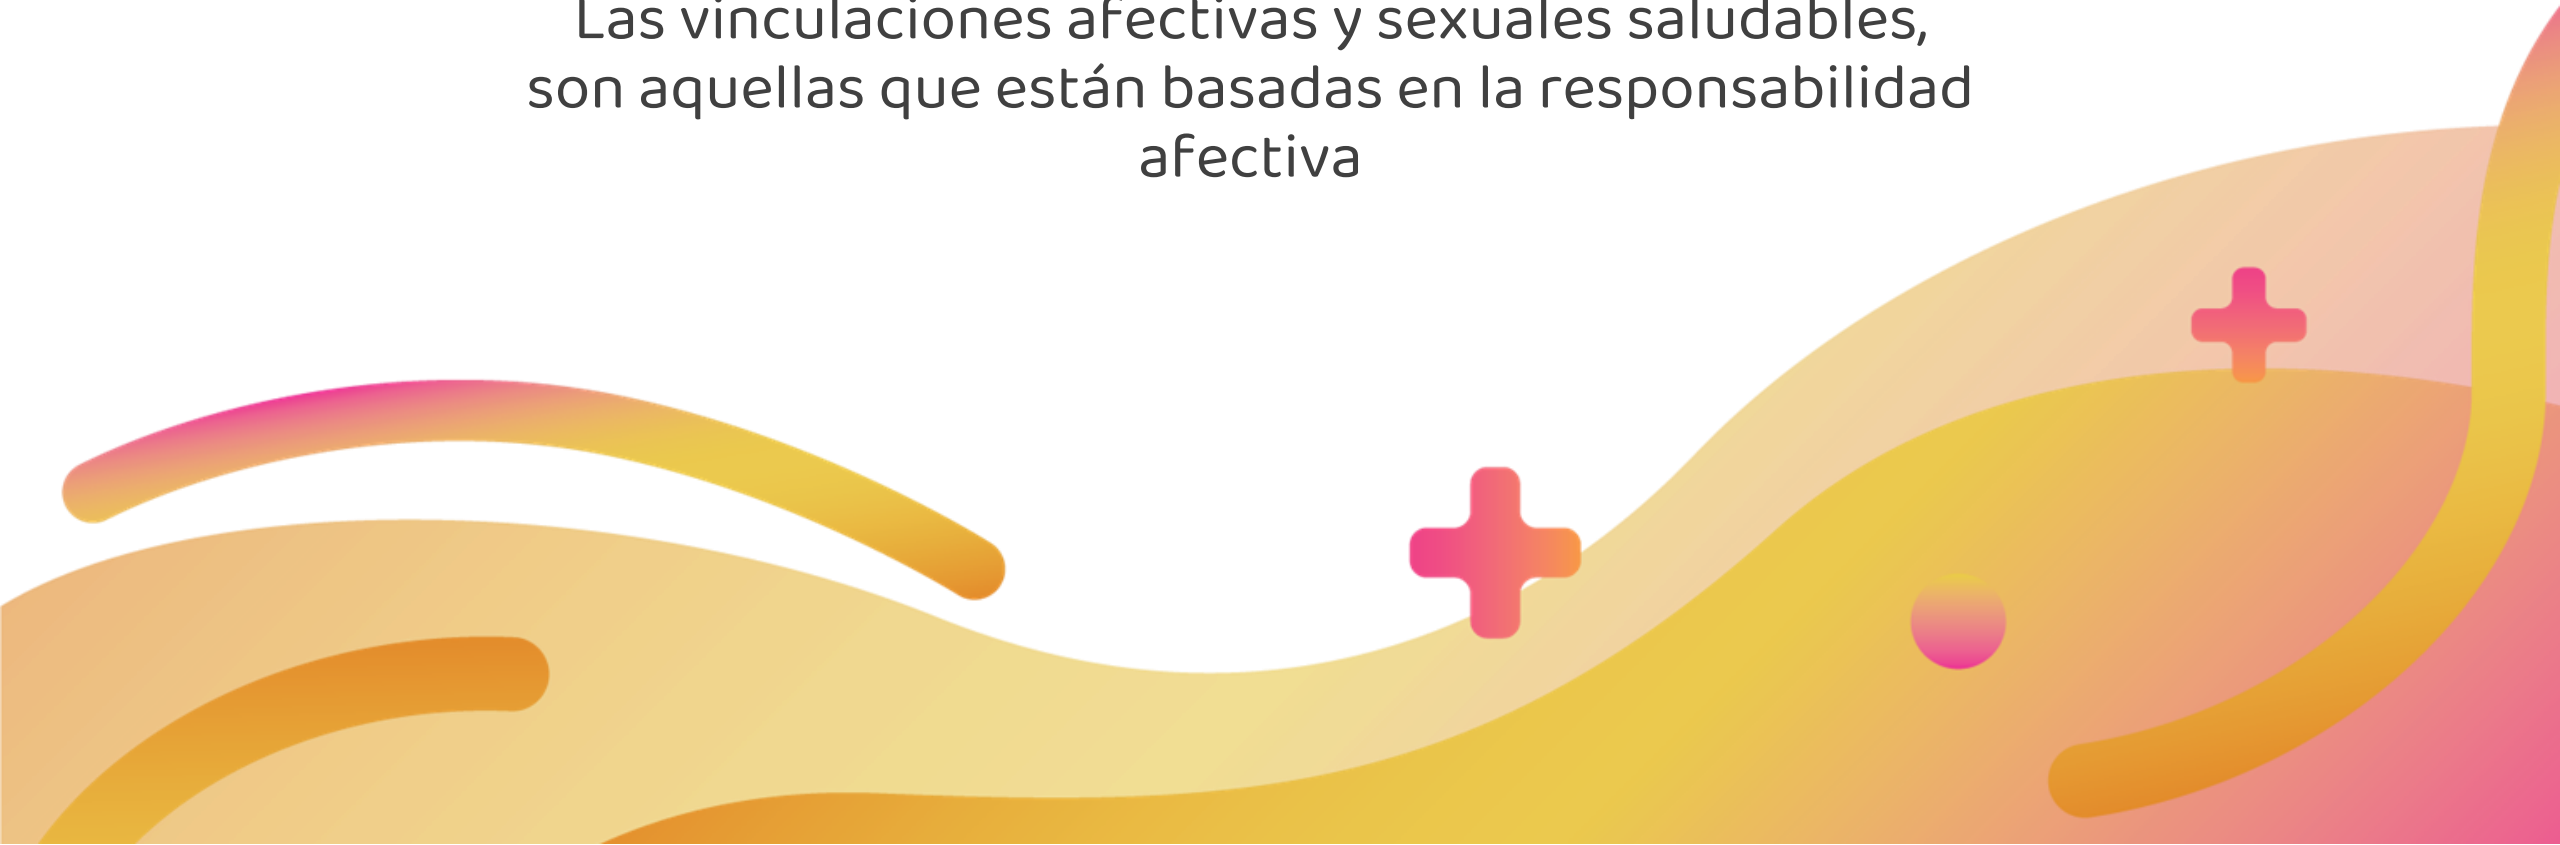 Las vinculaciones afectivas y sexuales saludables,
son aquellas que están basadas en la responsabilidad
afectiva